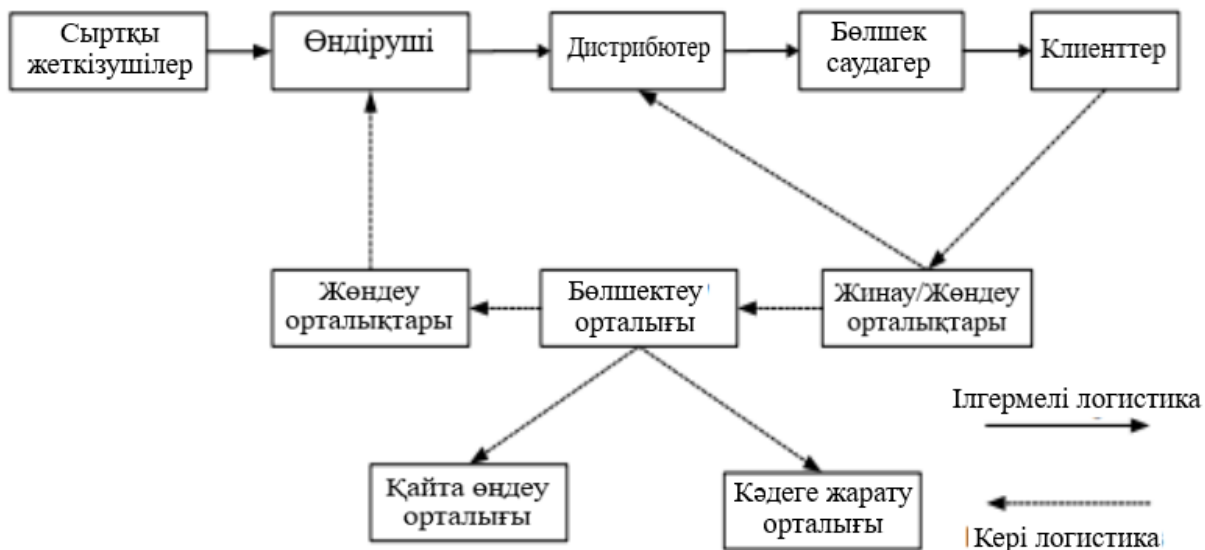 Сыртқы
жеткізушілер
Өндіруші
Дистрибютер
Бөлшек
саудагер
Клиенттер
Жөндеу
орталықтары
Бөлшектеу
орталығы
Жинау/Жөндеу
орталықтары
Ілгермелі логистика
Қайта өңдеу
орталығы
Кәдеге жарату
орталығы
Кері логистика